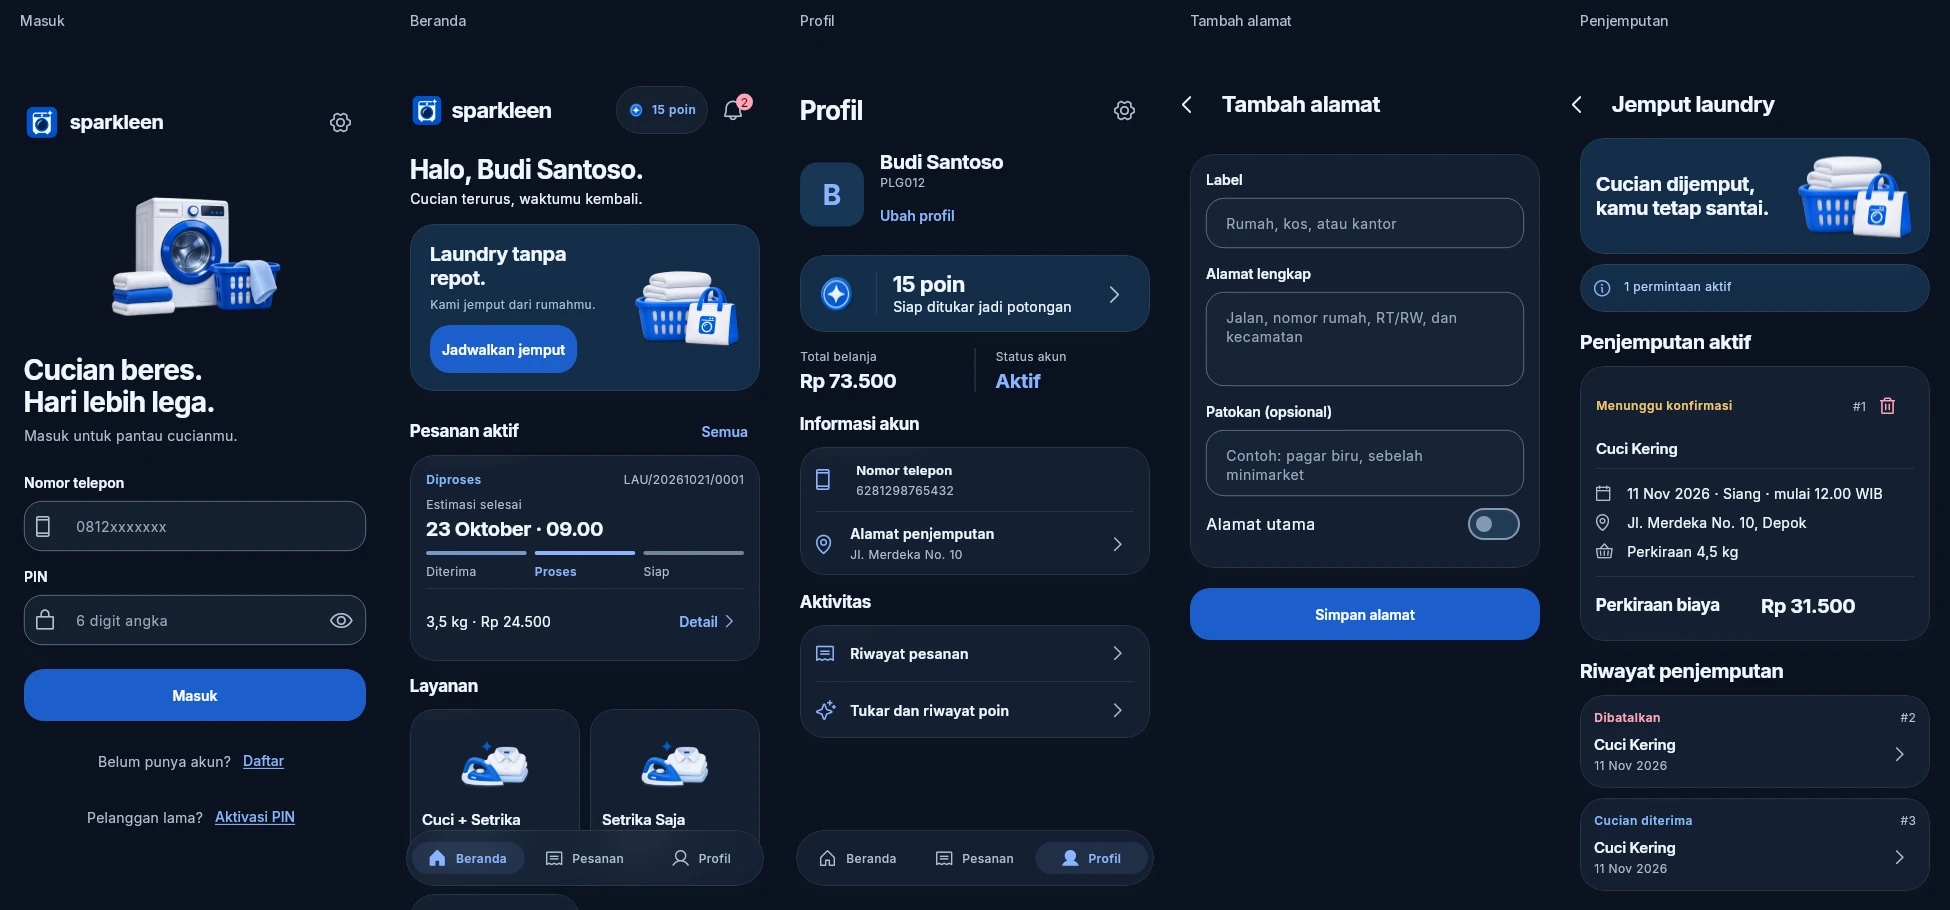 Masuk
sparkleen
Cucian beres.
Hari lebih lega.
Masuk untuk pantau cucianmu.
Nomor telepon
0812xxxxxxx
PIN
6 digit angka
Masuk
Belum punya akun? Daftar
Pelanggan lama? Aktivasi PIN
Beranda
sparkleen
15 poin
2
Halo, Budi Santoso.
Cucian terurus, waktumu kembali.
Laundry tanpa
repot.
Kami jemput dari rumahmu.
Jadwalkan jemput
Pesanan aktif
Semua
Diproses
LAU/20261021/0001
Estimasi selesai
23 Oktober · 09.00
Diterima
Proses
Siap
3,5 kg · Rp 24.500
Detail
Layanan
Cuci + Setrika
Setrika Saja
Beranda
Pesanan
Profil
Profil
Profil
B
Budi Santoso
PLG012
Ubah profil
15 poin
Siap ditukar jadi potongan
Total belanja
Rp 73.500
Status akun
Aktif
Informasi akun
Nomor telepon
6281298765432
Alamat penjemputan
Jl. Merdeka No. 10
Aktivitas
Riwayat pesanan
Tukar dan riwayat poin
Beranda
Pesanan
Profil
Tambah alamat
Tambah alamat
Label
Rumah, kos, atau kantor
Alamat lengkap
Jalan, nomor rumah, RT/RW, dan
kecamatan
Patokan (opsional)
Contoh: pagar biru, sebelah
minimarket
Alamat utama
Simpan alamat
Penjemputan
Jemput laundry
Cucian dijemput,
kamu tetap santai.
1 permintaan aktif
Penjemputan aktif
Menunggu konfirmasi
#1
Cuci Kering
11 Nov 2026 · Siang · mulai 12.00 WIB
Jl. Merdeka No. 10, Depok
Perkiraan 4,5 kg
Perkiraan biaya
Rp 31.500
Riwayat penjemputan
Dibatalkan
#2
Cuci Kering
11 Nov 2026
Cucian diterima
#3
Cuci Kering
11 Nov 2026